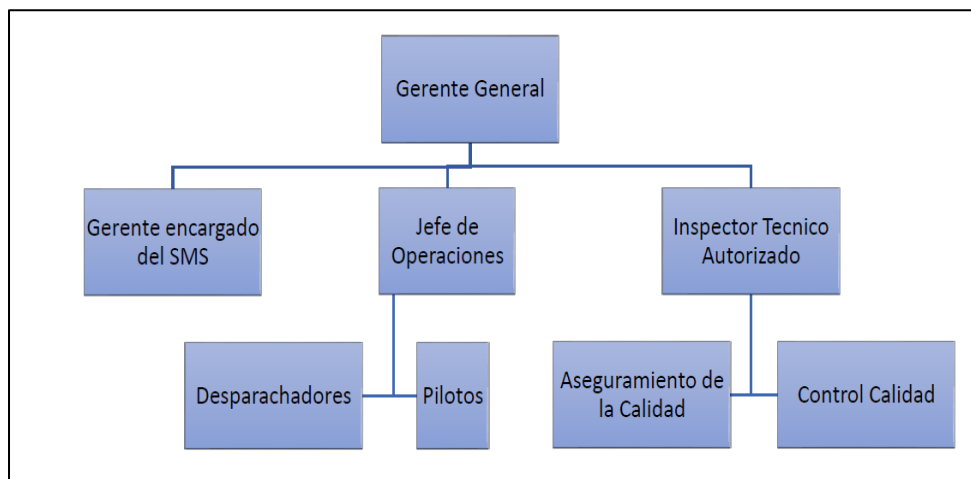 Gerente General
Gerente encargado
del SMS
Jefe de
Operaciones
Inspector Tecnico
Autorizado
Desparachadores
Pilotos
Aseguramiento de
la Calidad
Control Calidad